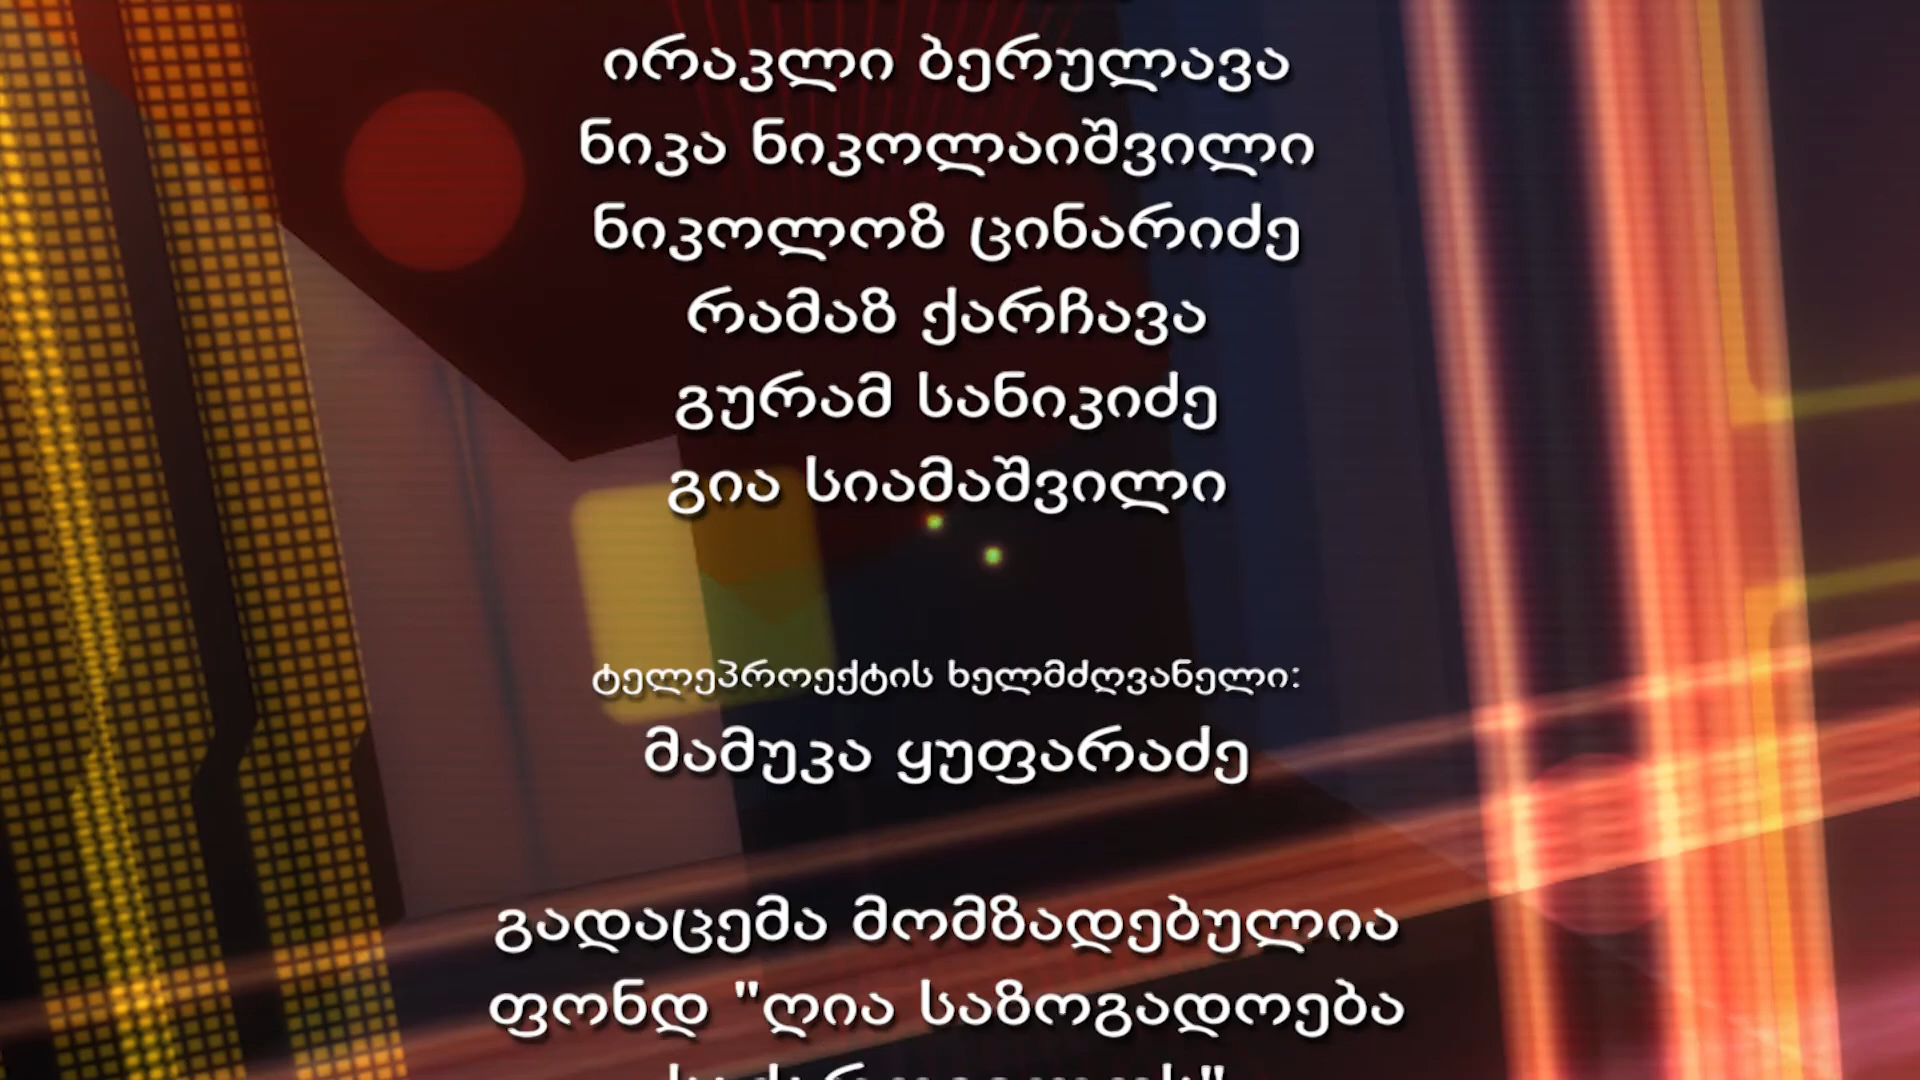 ირაკლი ბერულავა
ნიკა ნიკოლაიშვილი
ნიკოლოზ ცინარიძე
რამაზ ქარჩავა
გურამ სანიკიძე
გია სიამაშვილი
ტელეპროექტის ხელმძღვანელი:
მამუკა ყუფარაძე
გადაცემა მომზადებულია
ფონდ "ღია საზოგადოება